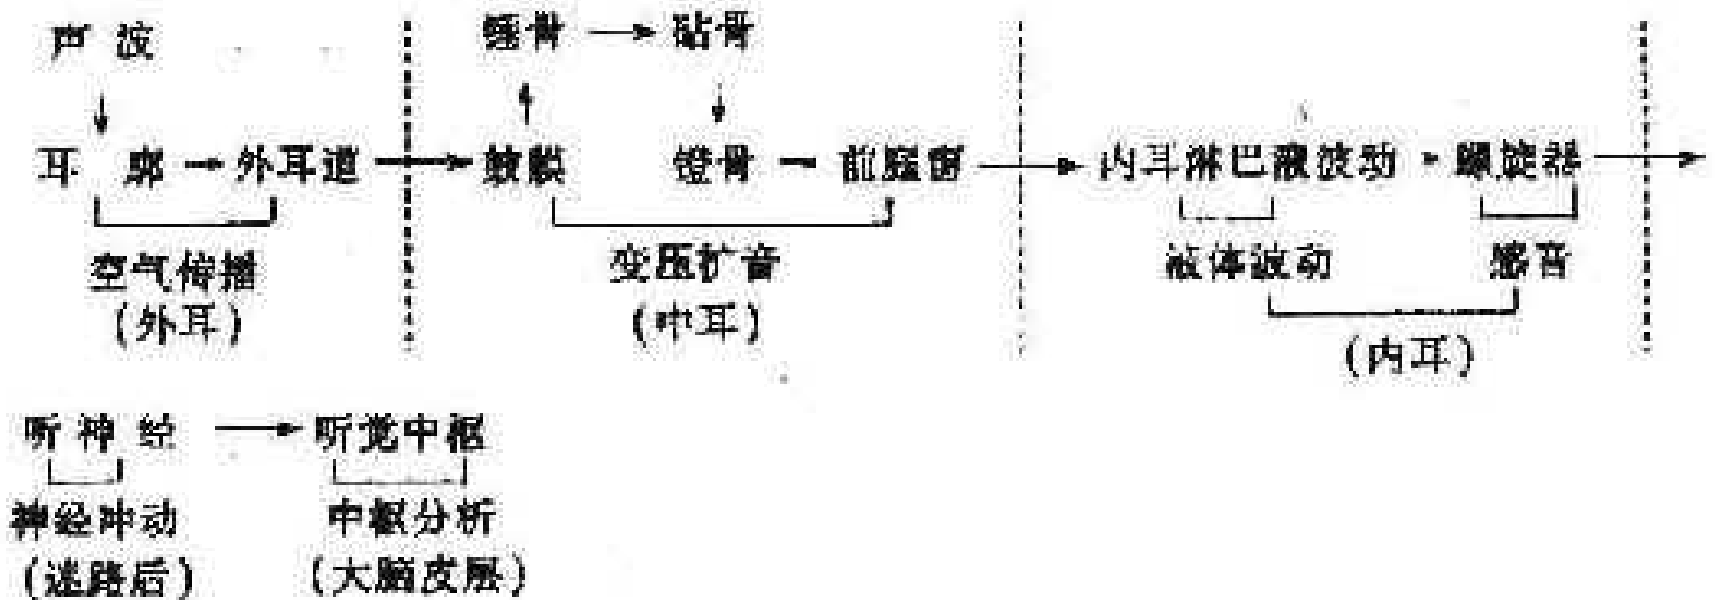 声波
锤骨 → 砧骨
耳廓 → 外耳道 → 鼓膜
镫骨 → 前庭窗 → 内耳淋巴液波动 → 螺旋器 →
空气传播
(外耳)
变压扩音
(中耳)
液体波动
感音
(内耳)
听神经 → 听觉中枢
神经冲动
中枢分析
(迷路后)
(大脑皮层)